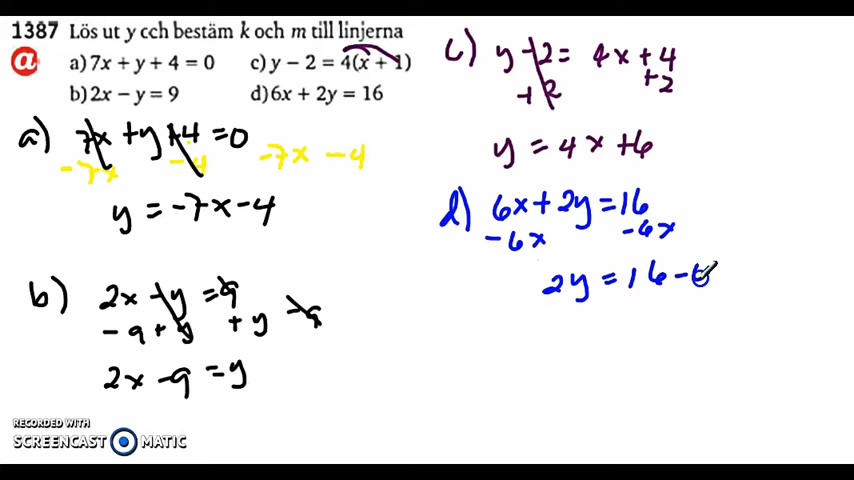 1387 Lös ut y cch bestäm k och m till linjerna
a a) 7x + y + 4 = 0 c) y − 2 = 4(x + 1)
b) 2x − y = 9 d) 6x + 2y = 16
a) 7x + y + 4 = 0
-7x -4 -7x -4
y = -7x -4
b) 2x - y = 9
- 9 + y + y - 9
2x - 9 = y
c) y - 2 = 4x + 4
+ 2 + 2
y = 4x + 6
d) 6x + 2y = 16
- 6x - 6x
2y = 16 -
RECORDED WITH
SCREENCAST MATIC